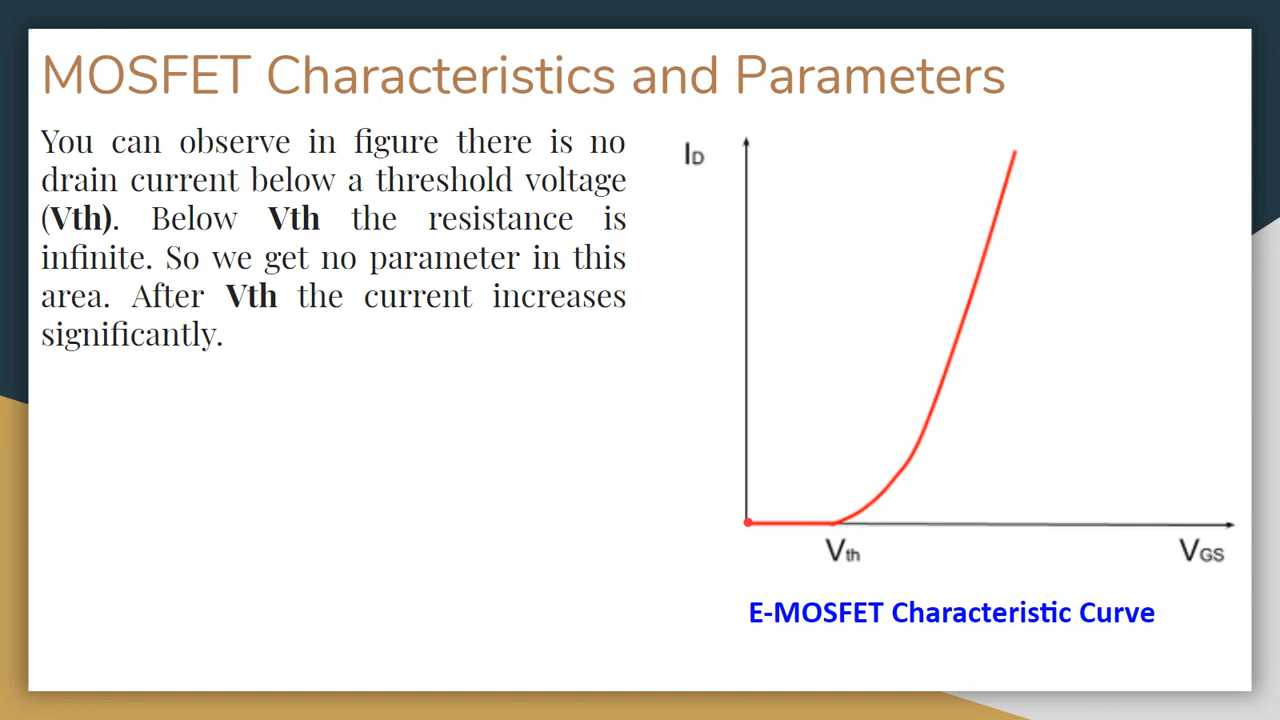 MOSFET Characteristics and Parameters
You can observe in figure there is no
drain current below a threshold voltage
(Vth). Below Vth the resistance is
infinite. So we get no parameter in this
area. After Vth the current increases
significantly.
ID
Vth
VGS
E-MOSFET Characteristic Curve